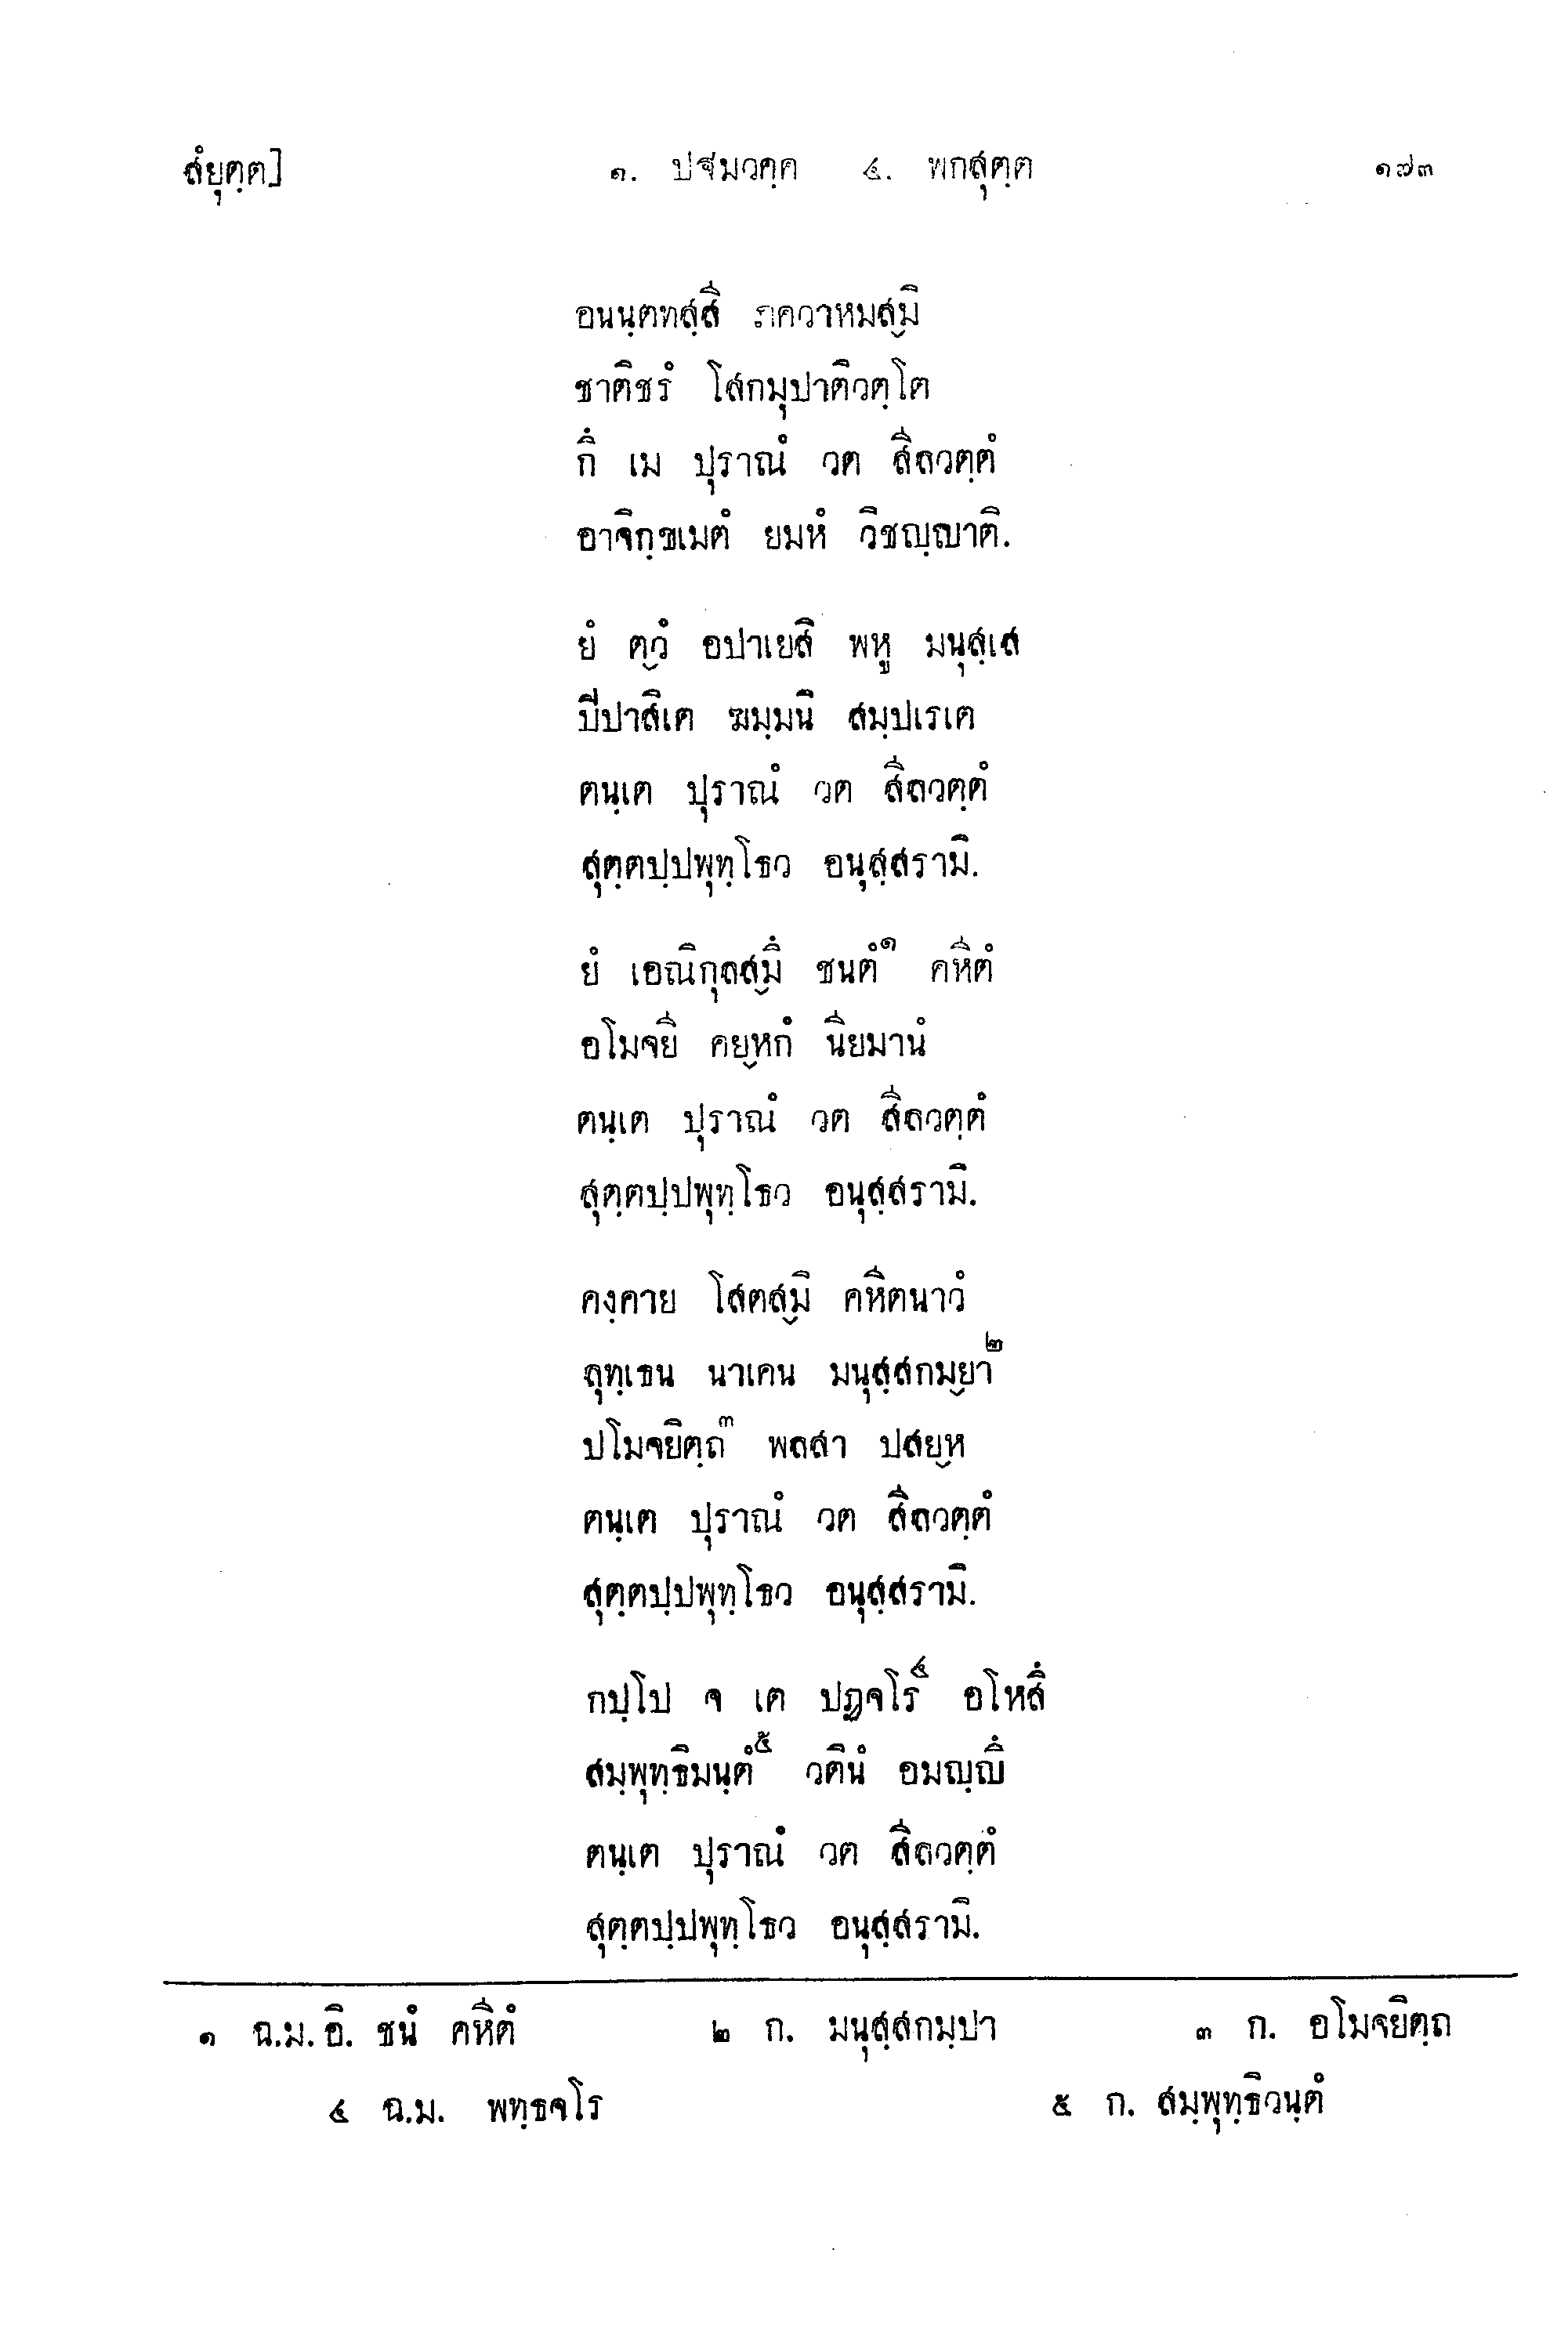 สํยุตฺต] ๑. ปฐมวคฺค ๔. พกสุตฺต ๑๗๓
อนนฺตทสฺสี ภควาหมสฺมิ
ชาติชรํ โสกมุปาติวตฺโต
กึ เม ปุราณํ วต สีลวตฺตํ
อาจิกฺขเมตํ ยมหํ วิชญฺญาติ.
ยํ ตฺวํ อปาเยสิ พหู มนุสฺเส
ปิปาสิเต ฆมฺมนิ สมฺปเรเต
ตนฺเต ปุราณํ วต สีลวตฺตํ
สุตฺตปฺปพุทฺโธว อนุสฺสรามิ.
ยํ เอณิกุลสฺมึ ชนตํ๑ คหีตํ
อโมจยี คยฺหกํ นียมานํ
ตนฺเต ปุราณํ วต สีลวตฺตํ
สุตฺตปฺปพุทฺโธว อนุสฺสรามิ.
คงฺคาย โสตสฺมิ คหีตนาวํ
ลุทฺเธน นาเคน มนุสฺสกมฺยา๒
ปโมจยิตฺถ๓ พลสา ปสยฺห
ตนฺเต ปุราณํ วต สีลวตฺตํ
สุตฺตปฺปพุทฺโธว อนุสฺสรามิ.
กปฺโป จ เต ปฏจโร๔ อโหสึ
สมฺพุทฺธิมนฺตํ๕ วตินํ อมญฺญึ
ตนฺเต ปุราณํ วต สีลวตฺตํ
สุตฺตปฺปพุทฺโธว อนุสฺสรามิ.
๑ ฉ.ม. อิ. ชนํ คหีตํ ๒ ก. มนุสฺสกมฺปา ๓ ก. อโมจยิตฺถ
๔ ฉ.ม. พทฺธจโร ๕ ก. สมฺพุทฺธิวนฺตํ